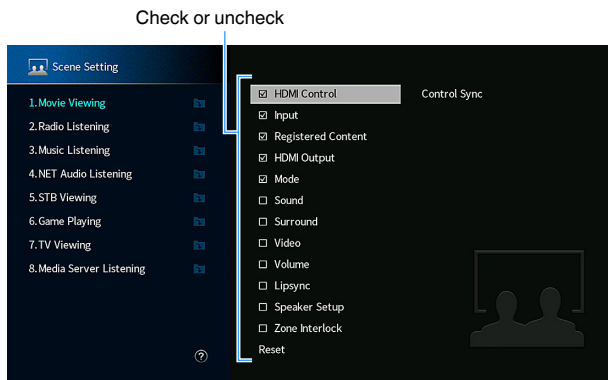 Check or uncheck
Scene Setting
1.Movie Viewing
2.Radio Listening
3.Music Listening
4.NET Audio Listening
5.STB Viewing
6.Game Playing
7.TV Viewing
8.Media Server Listening
?
HDMI Control
Control Sync
Input
Registered Content
HDMI Output
Mode
Sound
Surround
Video
Volume
Lipsync
Speaker Setup
Zone Interlock
Reset